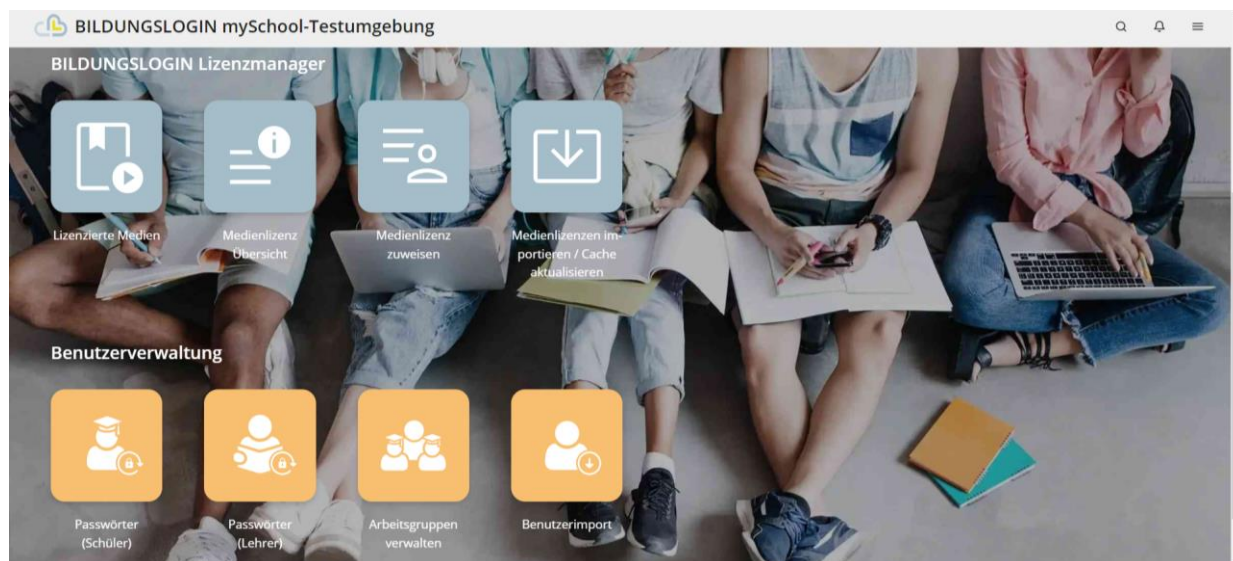 BILDUNGSLOGIN mySchool-Testumgebung
BILDUNGSLOGIN Lizenzmanager
Lizenzierte Medien
Medienlizenz
Übersicht
Medienlizenz
zuweisen
Medienlizenzen im-
portieren / Cache
aktualisieren
Benutzerverwaltung
Passwörter
(Schüler)
Passwörter
(Lehrer)
Arbeitsgruppen
verwalten
Benutzerimport